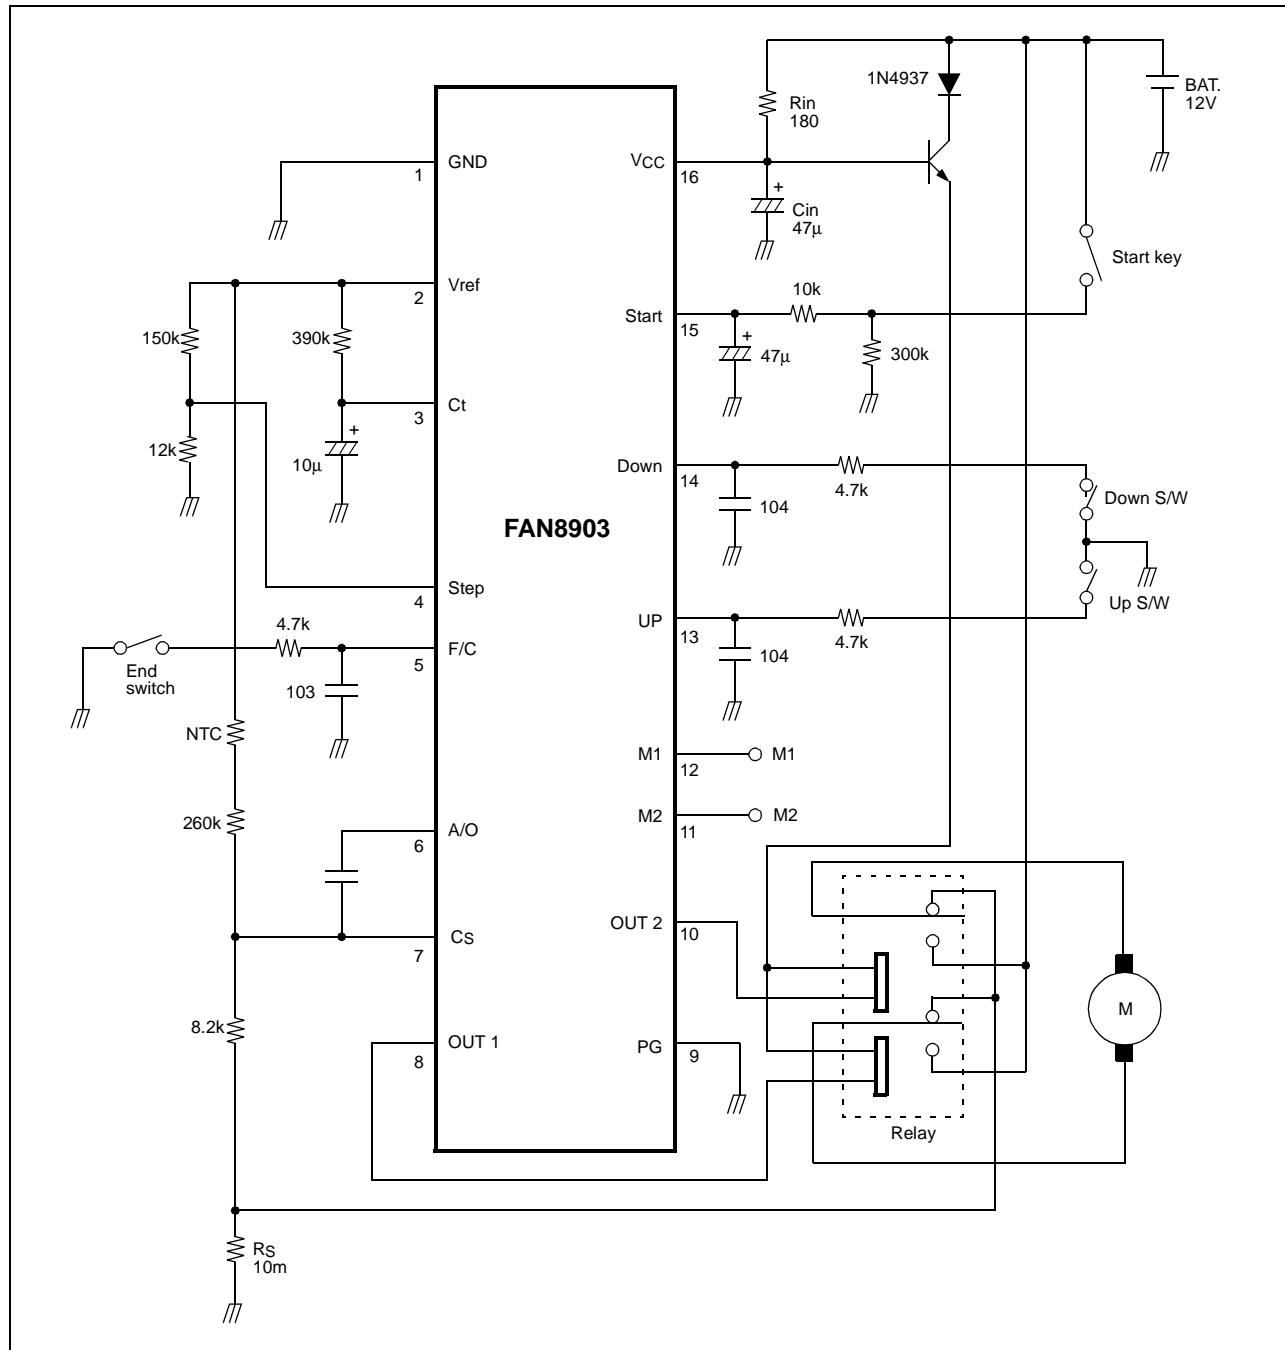 1N4937
BAT.
12V
Rin
180
GND
1
VCC
16
+
Cin
47µ
Start key
Vref
2
10k
Start
15
150k
390k
+
47µ
300k
Ct
3
+
12k
10µ
Down
14
4.7k
104
Down S/W
FAN8903
Step
4
Up S/W
UP
13
4.7k
4.7k
F/C
5
104
End
switch
103
NTC
M1
12
M1
M2
11
M2
260k
A/O
6
OUT 2
10
CS
7
M
8.2k
OUT 1
8
PG
9
Relay
RS
10m